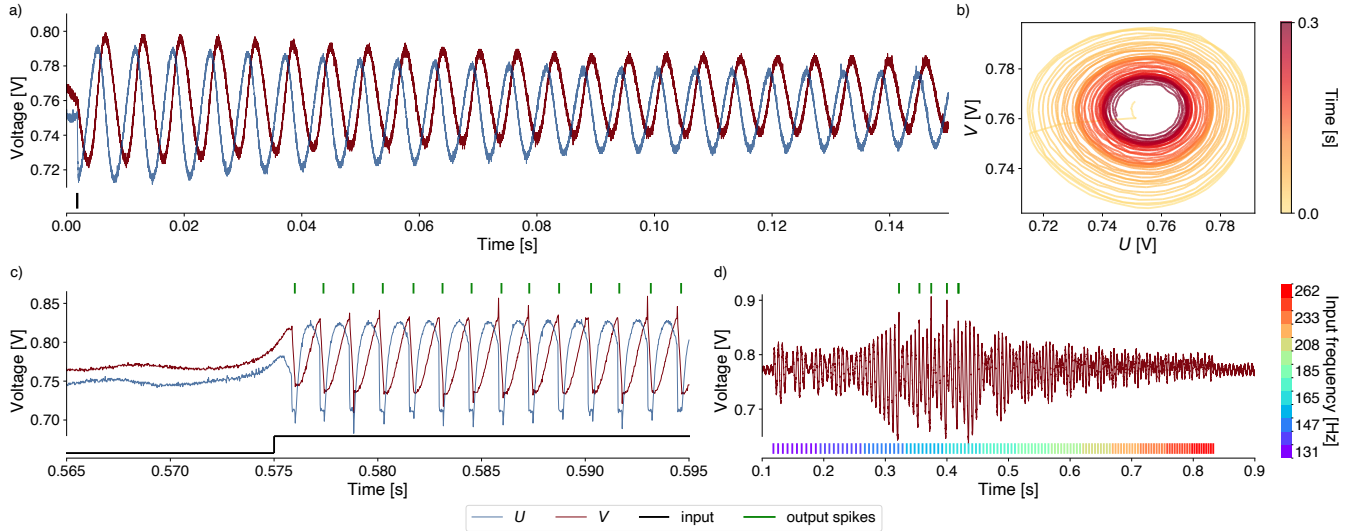 a)
0.80
0.78
0.76
0.74
0.72
Voltage [V]
0.00 0.02 0.04 0.06 0.08 0.10 0.12 0.14
Time [s]
b)
0.78
0.76
0.74
V [V]
0.72 0.74 0.76 0.78
U [V]
0.3
0.0
Time [s]
c)
0.85
0.80
0.75
0.70
Voltage [V]
0.565 0.570 0.575 0.580 0.585 0.590 0.595
Time [s]
d)
0.9
0.8
0.7
Voltage [V]
0.1 0.2 0.3 0.4 0.5 0.6 0.7 0.8 0.9
Time [s]
262
233
208
185
165
147
131
Input frequency [Hz]
U V input output spikes